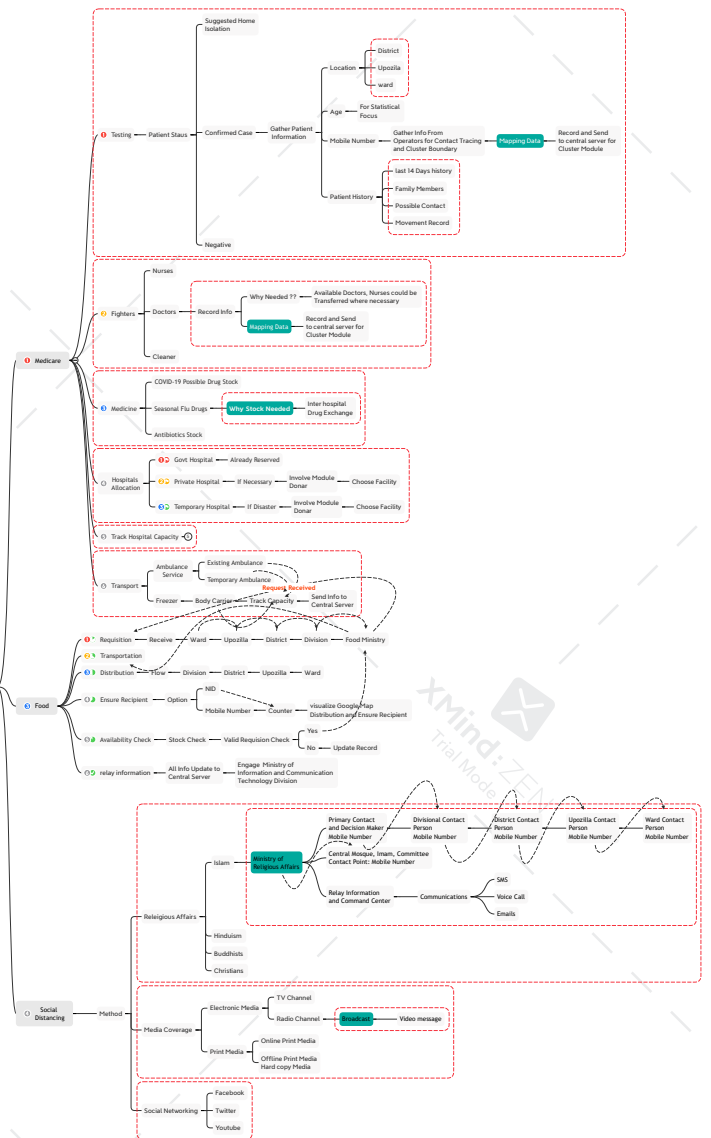 Suggested Home
Isolation
District
Location
Upozila
ward
Age
For Statistical
Focus
Testing
Patient Staus
Confirmed Case
Gather Patient
Information
Mobile Number
Gather Info From
Operators for Contact Tracing
and Cluster Boundary
Mapping Data
Record and Send
to central server for
Cluster Module
last 14 Days history
Family Members
Patient History
Possible Contact
Movement Record
Negative
Nurses
Why Needed ??
Available Doctors, Nurses could be
Transferred where necessary
Fighters
Doctors
Record Info
Mapping Data
Record and Send
to central server for
Cluster Module
Cleaner
Medicare
COVID-19 Possible Drug Stock
Medicine
Seasonal Flu Drugs
Why Stock Needed
Inter hospital
Drug Exchange
Antibiotics Stock
Govt Hospital
Already Reserved
Hospitals
Allocation
Private Hospital
If Necessary
Involve Module
Donar
Choose Facility
Temporary Hospital
If Disaster
Involve Module
Donar
Choose Facility
Track Hospital Capacity
Ambulance
Service
Existing Ambulance
Temporary Ambulance
Request Received
Transport
Freezer
Body Carrier
Track Capacity
Send Info to
Central Server
Requisition
Receive
Ward
Upozilla
District
Division
Food Ministry
Transportation
Distribution
How
Division
District
Upozilla
Ward
Food
Ensure Recipient
Option
NID
Mobile Number
Counter
visualize Google Map
Distribution and Ensure Recipient
Availability Check
Stock Check
Valid Requision Check
Yes
No
Update Record
relay information
All Info Update to
Central Server
Engage Ministry of
Information and Communication
Technology Division
XMind: ZEN
Trial Mode
Primary Contact
and Decision Maker
Mobile Number
Divisional Contact
Person
Mobile Number
District Contact
Person
Mobile Number
Upozilla Contact
Person
Mobile Number
Ward Contact
Person
Mobile Number
Islam
Ministry of
Religious Affairs
Central Mosque, Imam, Committee
Contact Point: Mobile Number
Relay Information
and Command Center
Communications
SMS
Voice Call
Emails
Releigious Affairs
Hinduism
Buddhists
Christians
Social
Distancing
Method
Electronic Media
TV Channel
Radio Channel
Broadcast
Video message
Media Coverage
Print Media
Online Print Media
Offline Print Media
Hard copy Media
Social Networking
Facebook
Twitter
Youtube